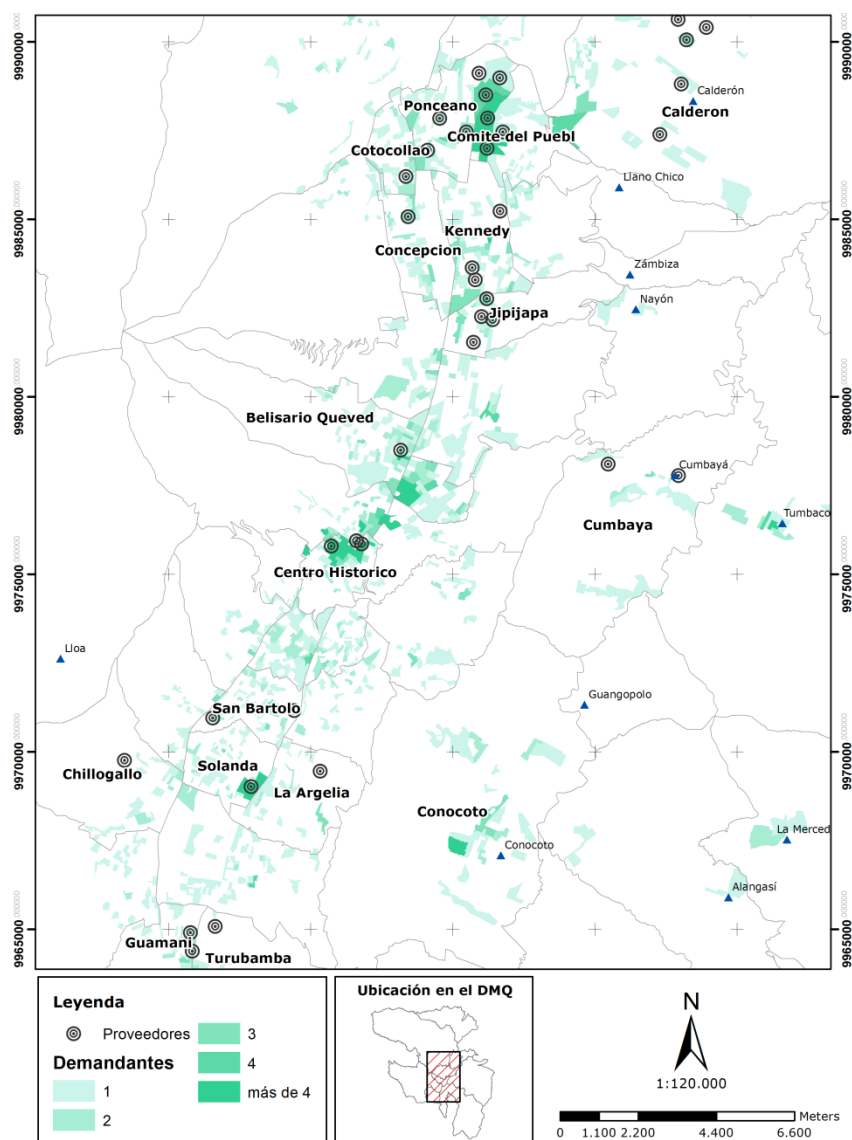 9990000
Calderón
Ponceano
Calderon
Comite del Puebl
Cotocollao
Llano Chico
9985000
Kennedy
Concepcion
Zámbiza
Nayón
Jipijapa
9980000
Belisario Queved
Cumbayá
Tumbaco
Cumbaya
9975000
Centro Historico
Lloa
Guangopolo
San Bartolo
9970000
Chillogallo
Solanda
La Argelia
Conocoto
Conocoto
La Merced
Alangasí
9965000
Guamani
Turubamba
Leyenda
Proveedores
Demandantes
1
2
3
4
más de 4
Ubicación en el DMQ
N
1:120.000
Meters
0 1.100 2.200 4.400 6.600